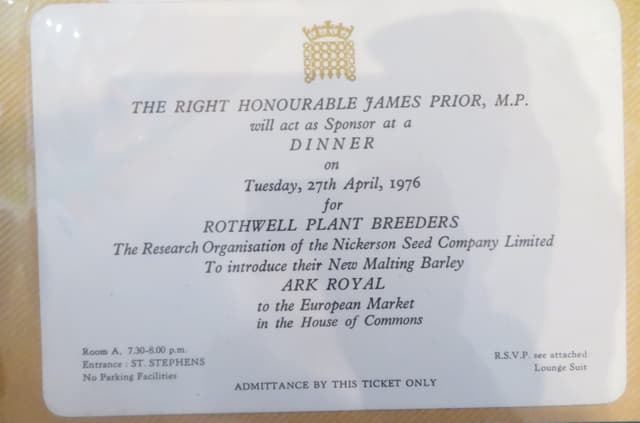 THE RIGHT HONOURABLE JAMES PRIOR, M.P.
will act as Sponsor at a
DINNER
on
Tuesday, 27th April, 1976
for
ROTHWELL PLANT BREEDERS
The Research Organisation of the Nickerson Seed Company Limited
To introduce their New Malting Barley
ARK ROYAL
to the European Market
in the House of Commons
Room A, 7.30-8.00 p.m.
Entrance : ST. STEPHENS
No Parking Facilities
R.S.V.P. see attached
Lounge Suit
ADMITTANCE BY THIS TICKET ONLY